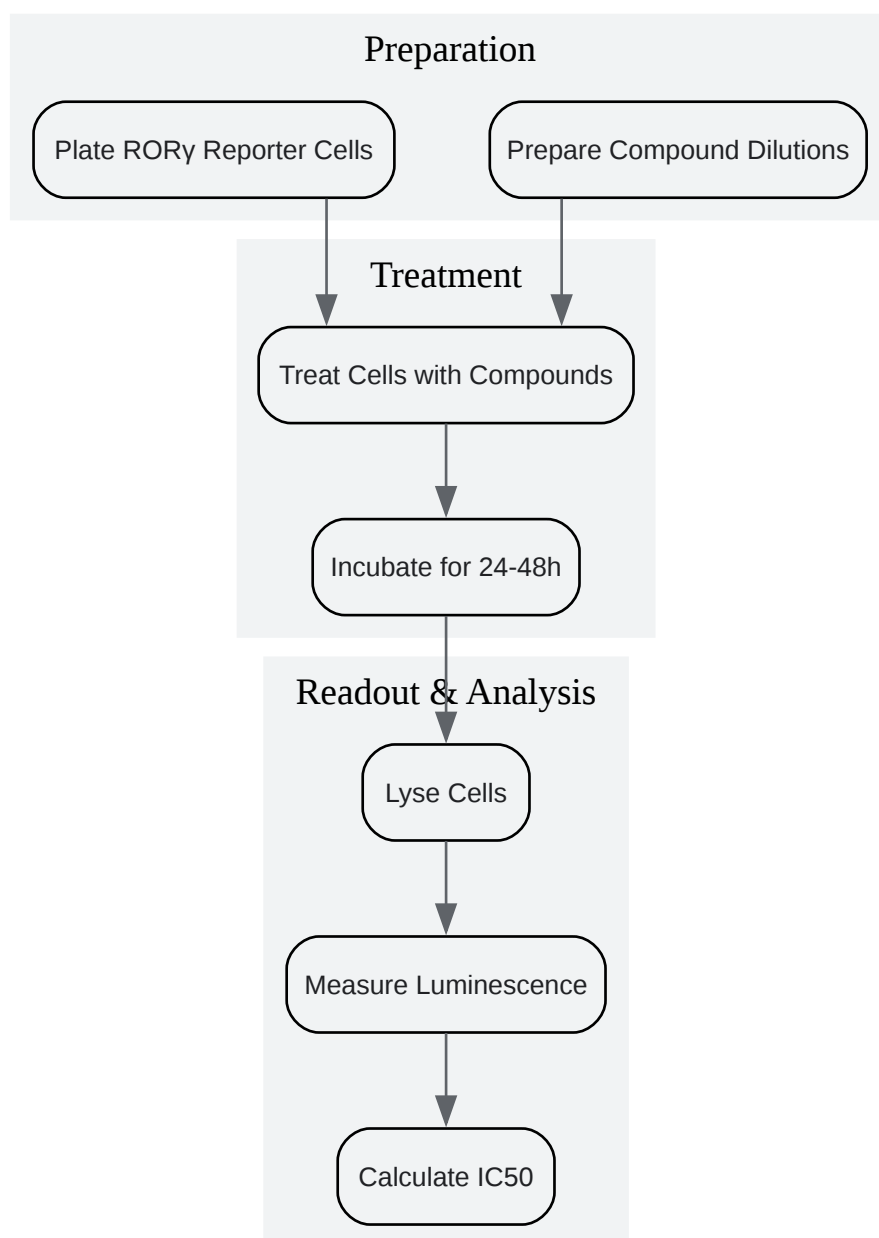 Preparation
Plate RORγ Reporter Cells
Prepare Compound Dilutions
Treatment
Treat Cells with Compounds
Incubate for 24-48h
Readout & Analysis
Lyse Cells
Measure Luminescence
Calculate IC50